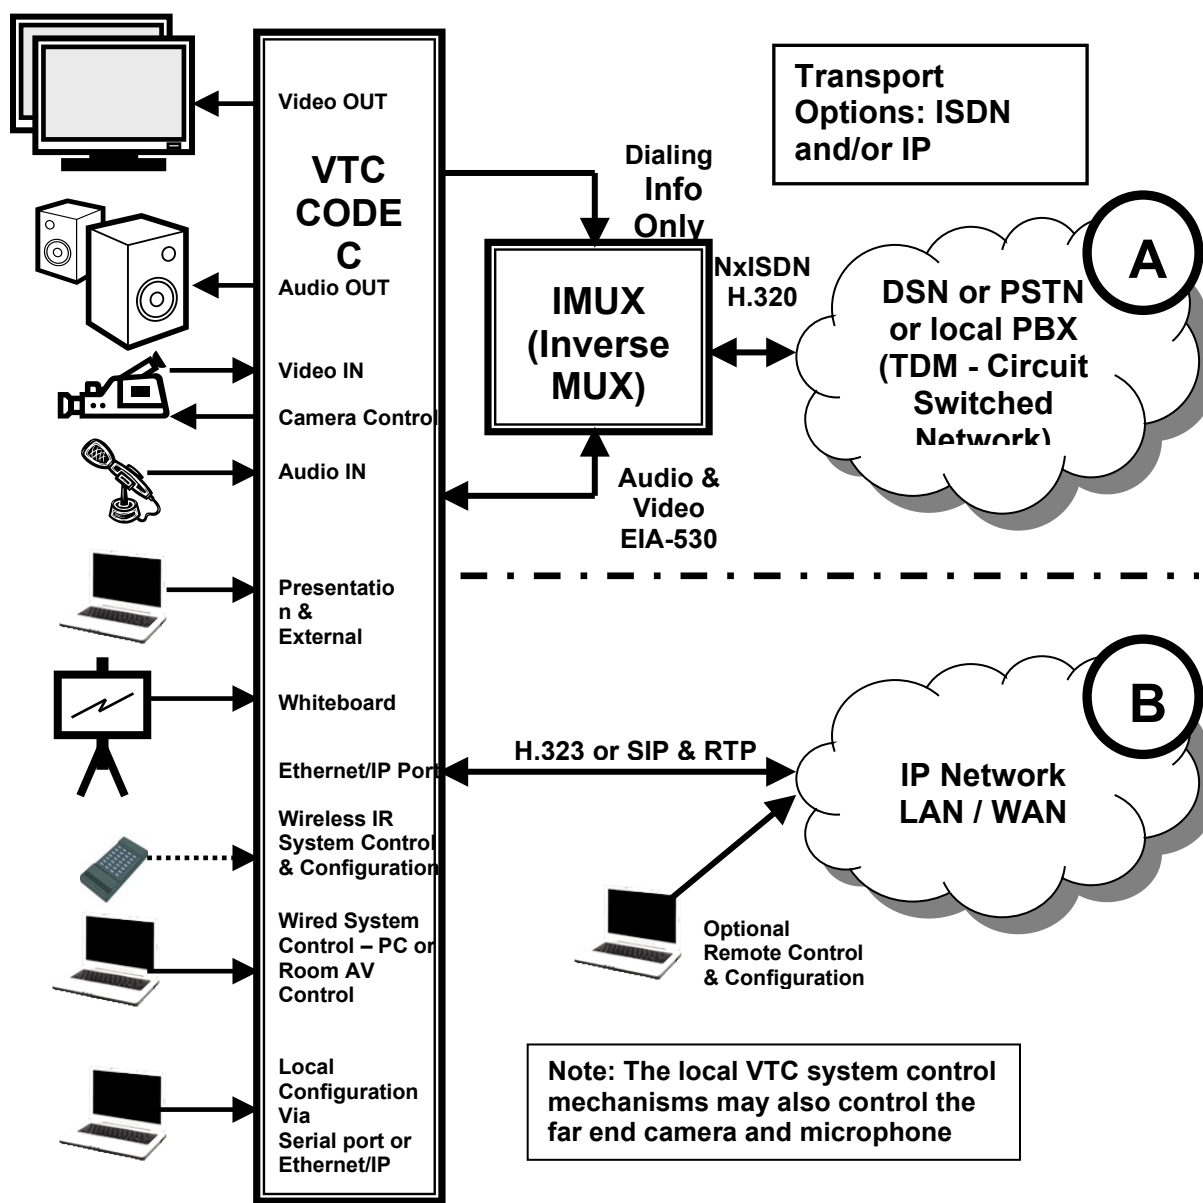 Video OUT
VTC
CODE
C
Audio OUT
Video IN
Camera Control
Audio IN
Presentatio
n &
External
Whiteboard
Ethernet/IP Port
Wireless IR
System Control
& Configuration
Wired System
Control – PC or
Room AV
Control
Local
Configuration
Via
Serial port or
Ethernet/IP
Transport
Options: ISDN
and/or IP
Dialing
Info
Only
IMUX
(Inverse
MUX)
NxISDN
H.320
A
DSN or PSTN
or local PBX
(TDM - Circuit
Switched
Network)
Audio &
Video
EIA-530
B
H.323 or SIP & RTP
IP Network
LAN / WAN
Optional
Remote Control
& Configuration
Note: The local VTC system control
mechanisms may also control the
far end camera and microphone